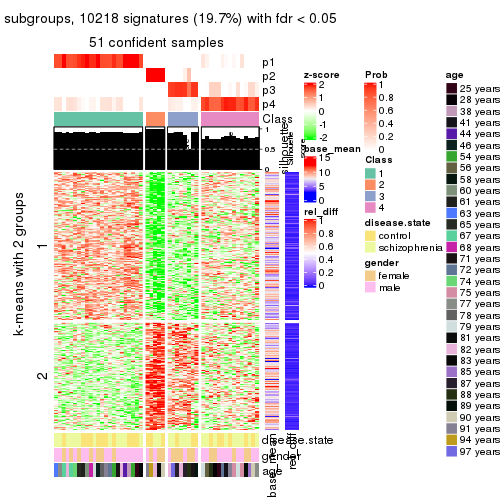 subgroups, 10218 signatures (19.7%) with fdr < 0.05
51 confident samples
p1
p2
p3
p4
Class
1
0.5
0
silhouette
score
k-means with 2 groups
1
2
disease.state
gender
age
base_mean
rel_diff
z-score
2
1
0
-1
-2
base_mean
15
10
5
0
rel_diff
1
0.8
0.6
0.4
0.2
0
Prob
1
0.8
0.6
0.4
0.2
0
Class
1
2
3
4
disease.state
control
schizophrenia
gender
female
male
age
25 years
28 years
38 years
41 years
44 years
46 years
54 years
56 years
58 years
60 years
61 years
63 years
65 years
67 years
68 years
71 years
72 years
74 years
75 years
77 years
78 years
79 years
81 years
82 years
83 years
85 years
87 years
88 years
89 years
90 years
91 years
94 years
97 years